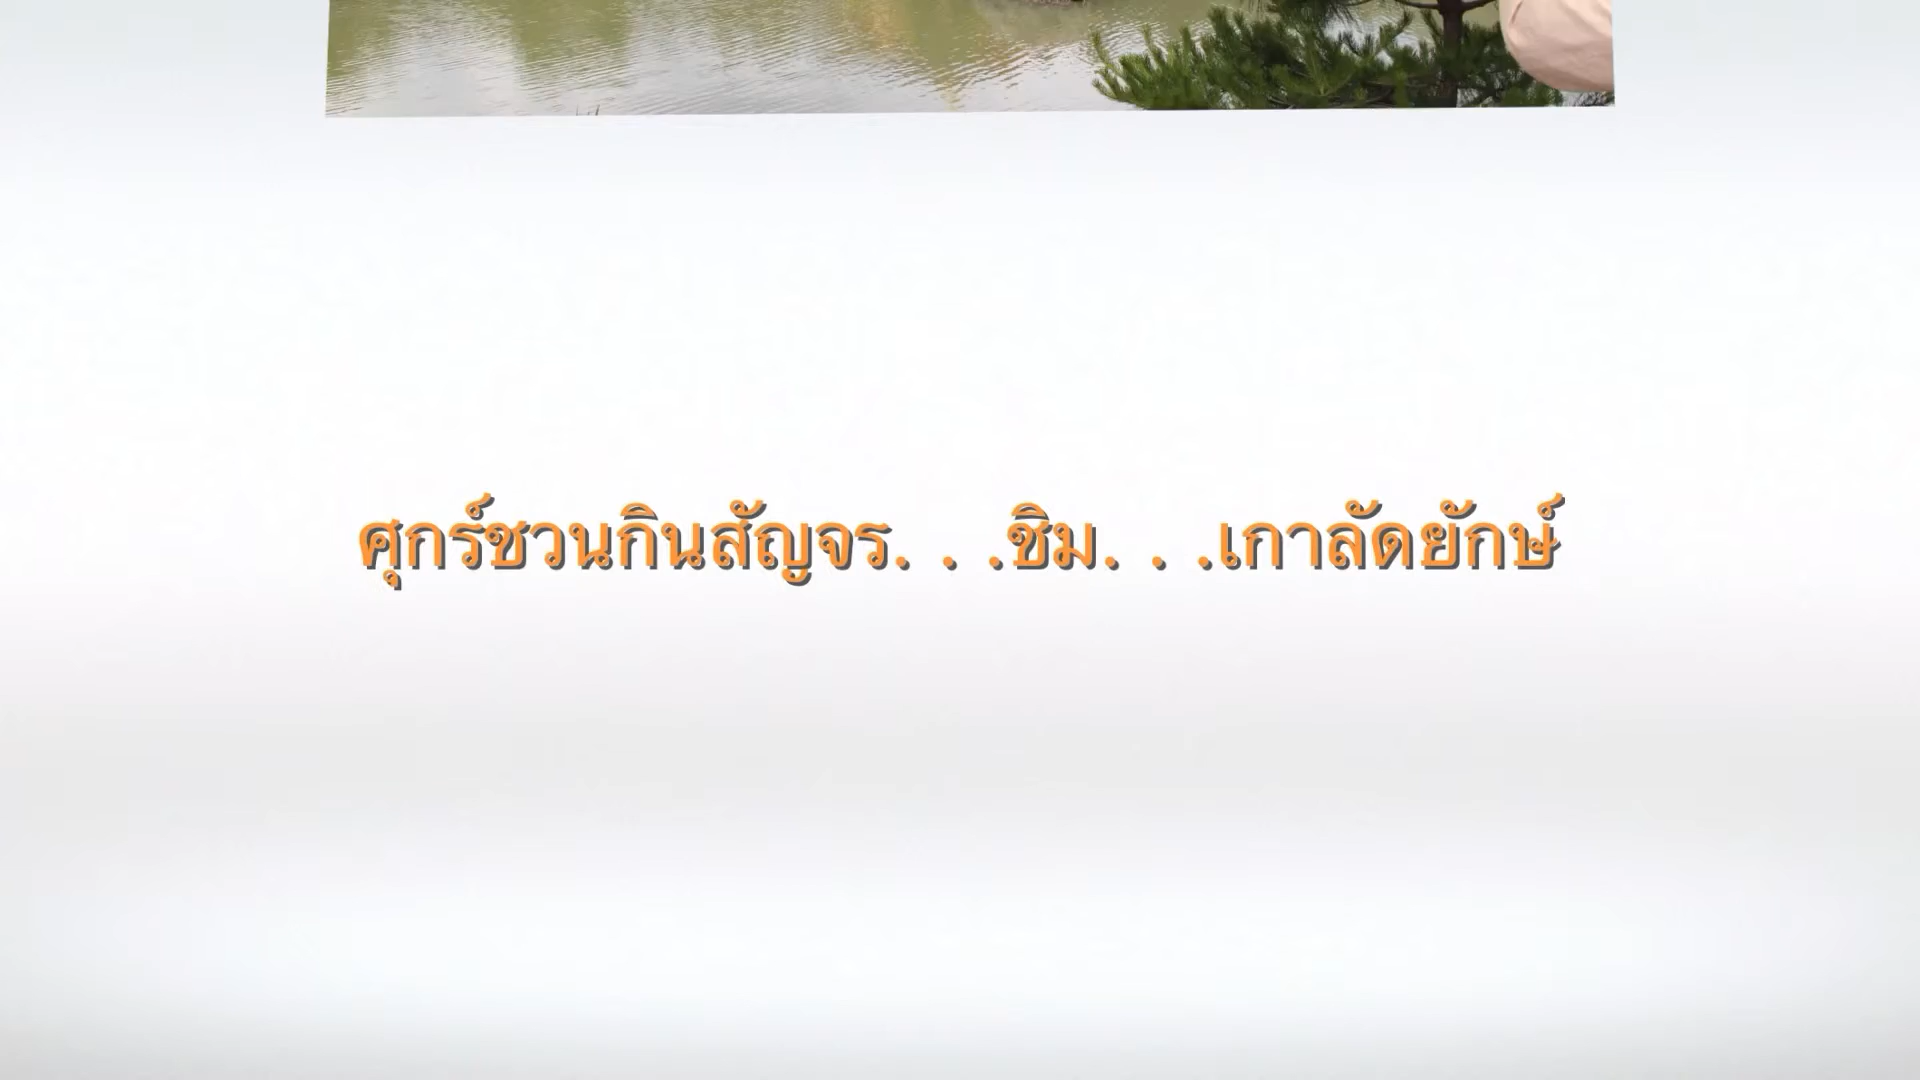 ศุกร์ชวนกินสัญจร. . .ชิม. . .เกาลัดยักษ์